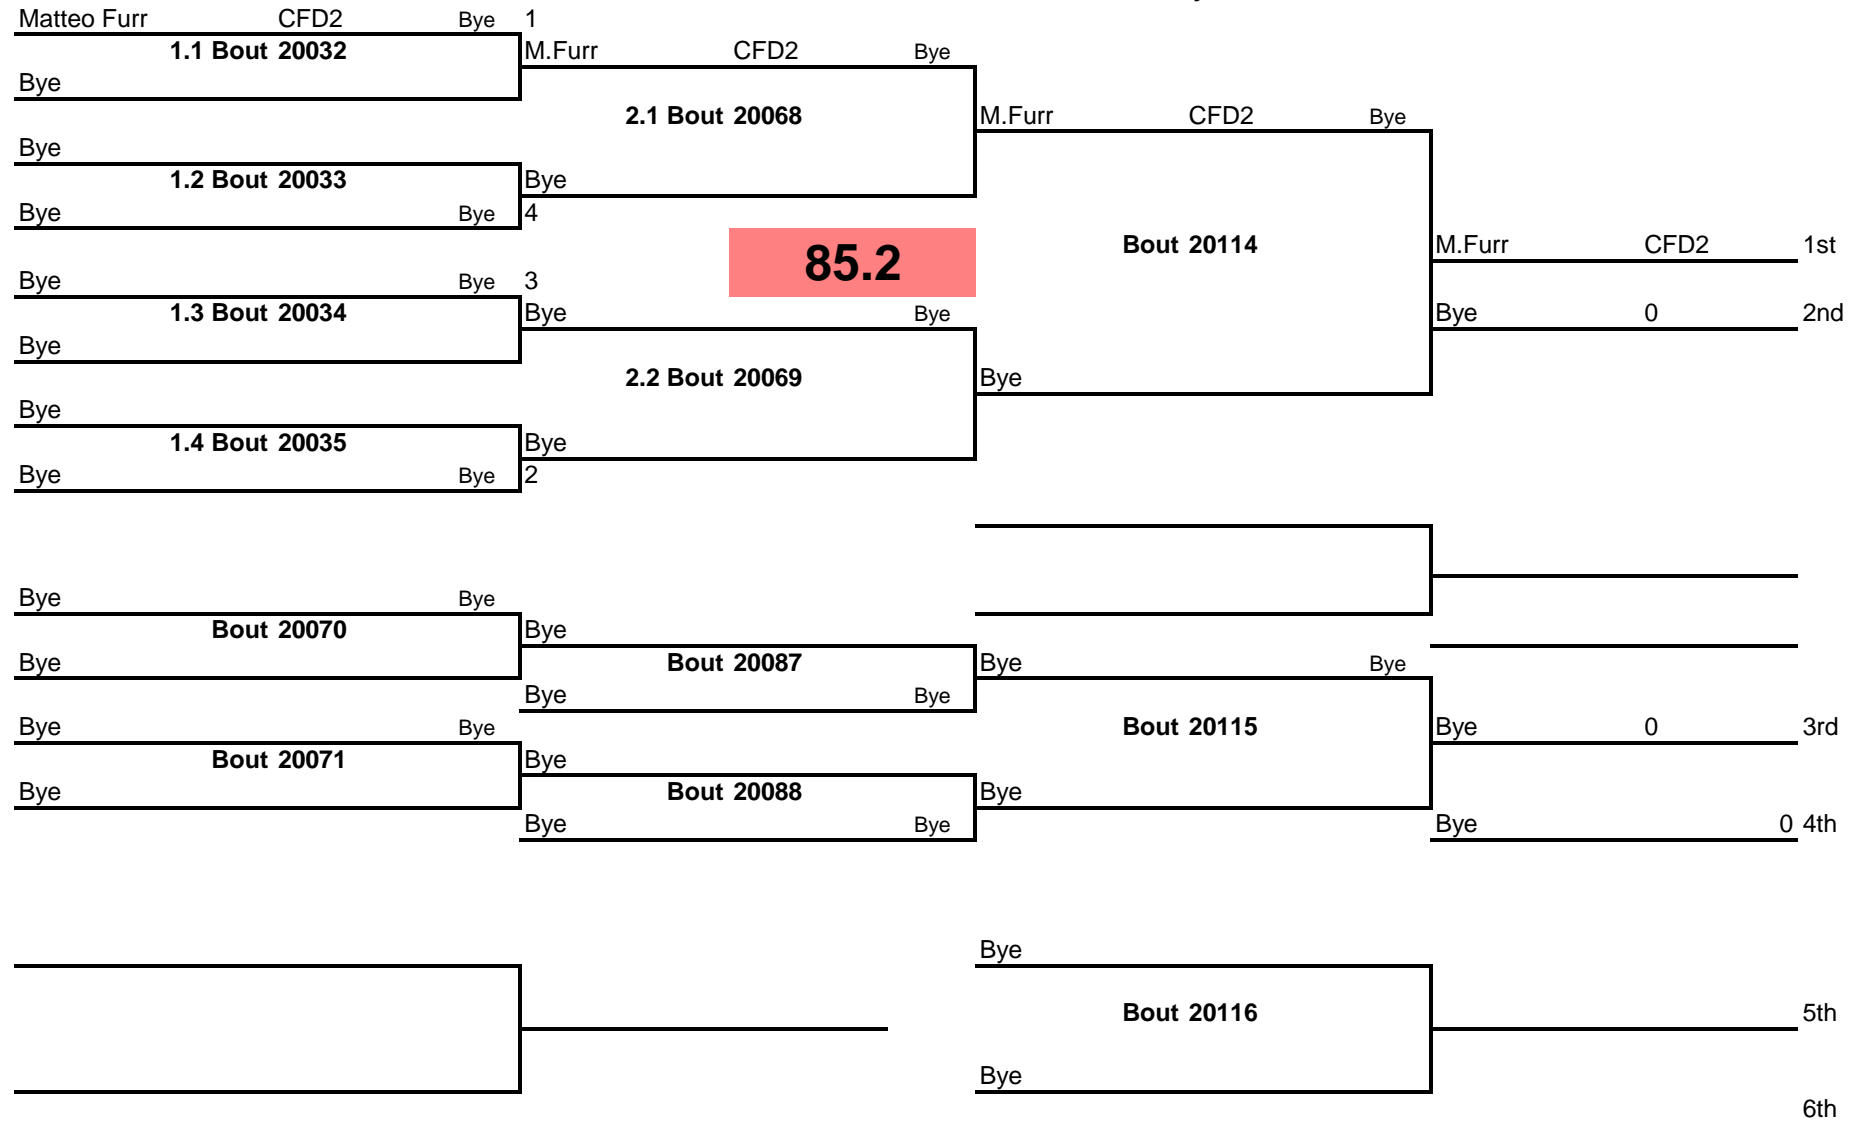 Matteo Furr CFD2 Bye 1
1.1 Bout 20032 M.Furr CFD2 Bye
Bye
2.1 Bout 20068 M.Furr CFD2 Bye
Bye
1.2 Bout 20033 Bye
Bye Bye 4
85.2 Bout 20114 M.Furr CFD2 1st
Bye Bye 3
1.3 Bout 20034 Bye Bye Bye 0 2nd
Bye
2.2 Bout 20069 Bye
Bye
1.4 Bout 20035 Bye
Bye Bye 2
Bye Bye
Bout 20070 Bye
Bye Bout 20087 Bye Bye
Bye Bye
Bye Bye Bout 20115 Bye 0 3rd
Bout 20071 Bye
Bye Bout 20088 Bye
Bye Bye Bye 0 4th
Bye
Bout 20116 5th
Bye
6th